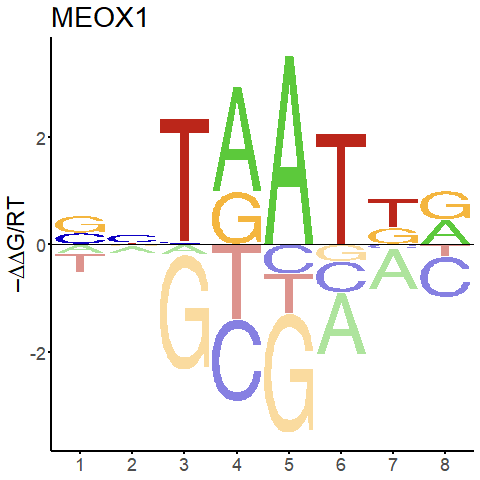 MEOX1
−ΔΔG/RT
2
0
-2
G T A A T T G
C C G G A
A A A T C G C T
T G C T C A C
G A
1 2 3 4 5 6 7 8